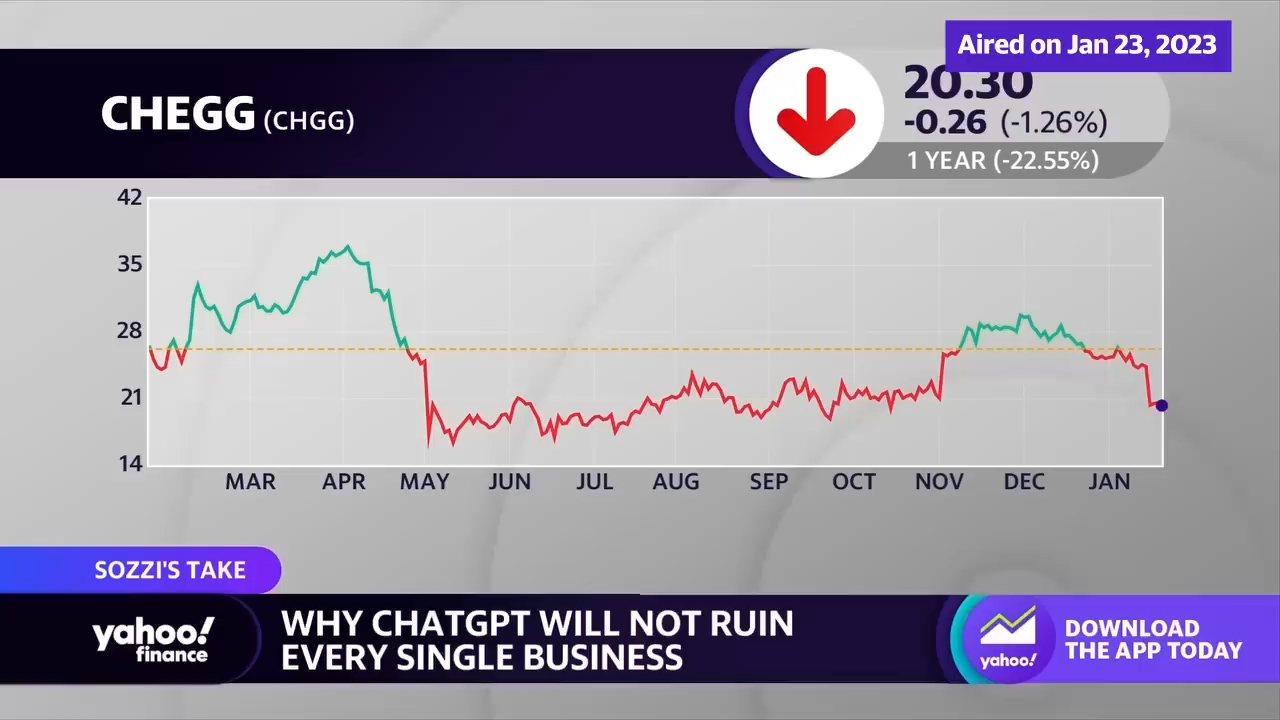 Aired on Jan 23, 2023
CHEGG (CHGG)
20.30
-0.26 (-1.26%)
1 YEAR (-22.55%)
42
35
28
21
14
MAR APR MAY JUN JUL AUG SEP OCT NOV DEC JAN
SOZZI'S TAKE
yahoo!
finance
WHY CHATGPT WILL NOT RUIN
EVERY SINGLE BUSINESS
yahoo!
DOWNLOAD
THE APP TODAY